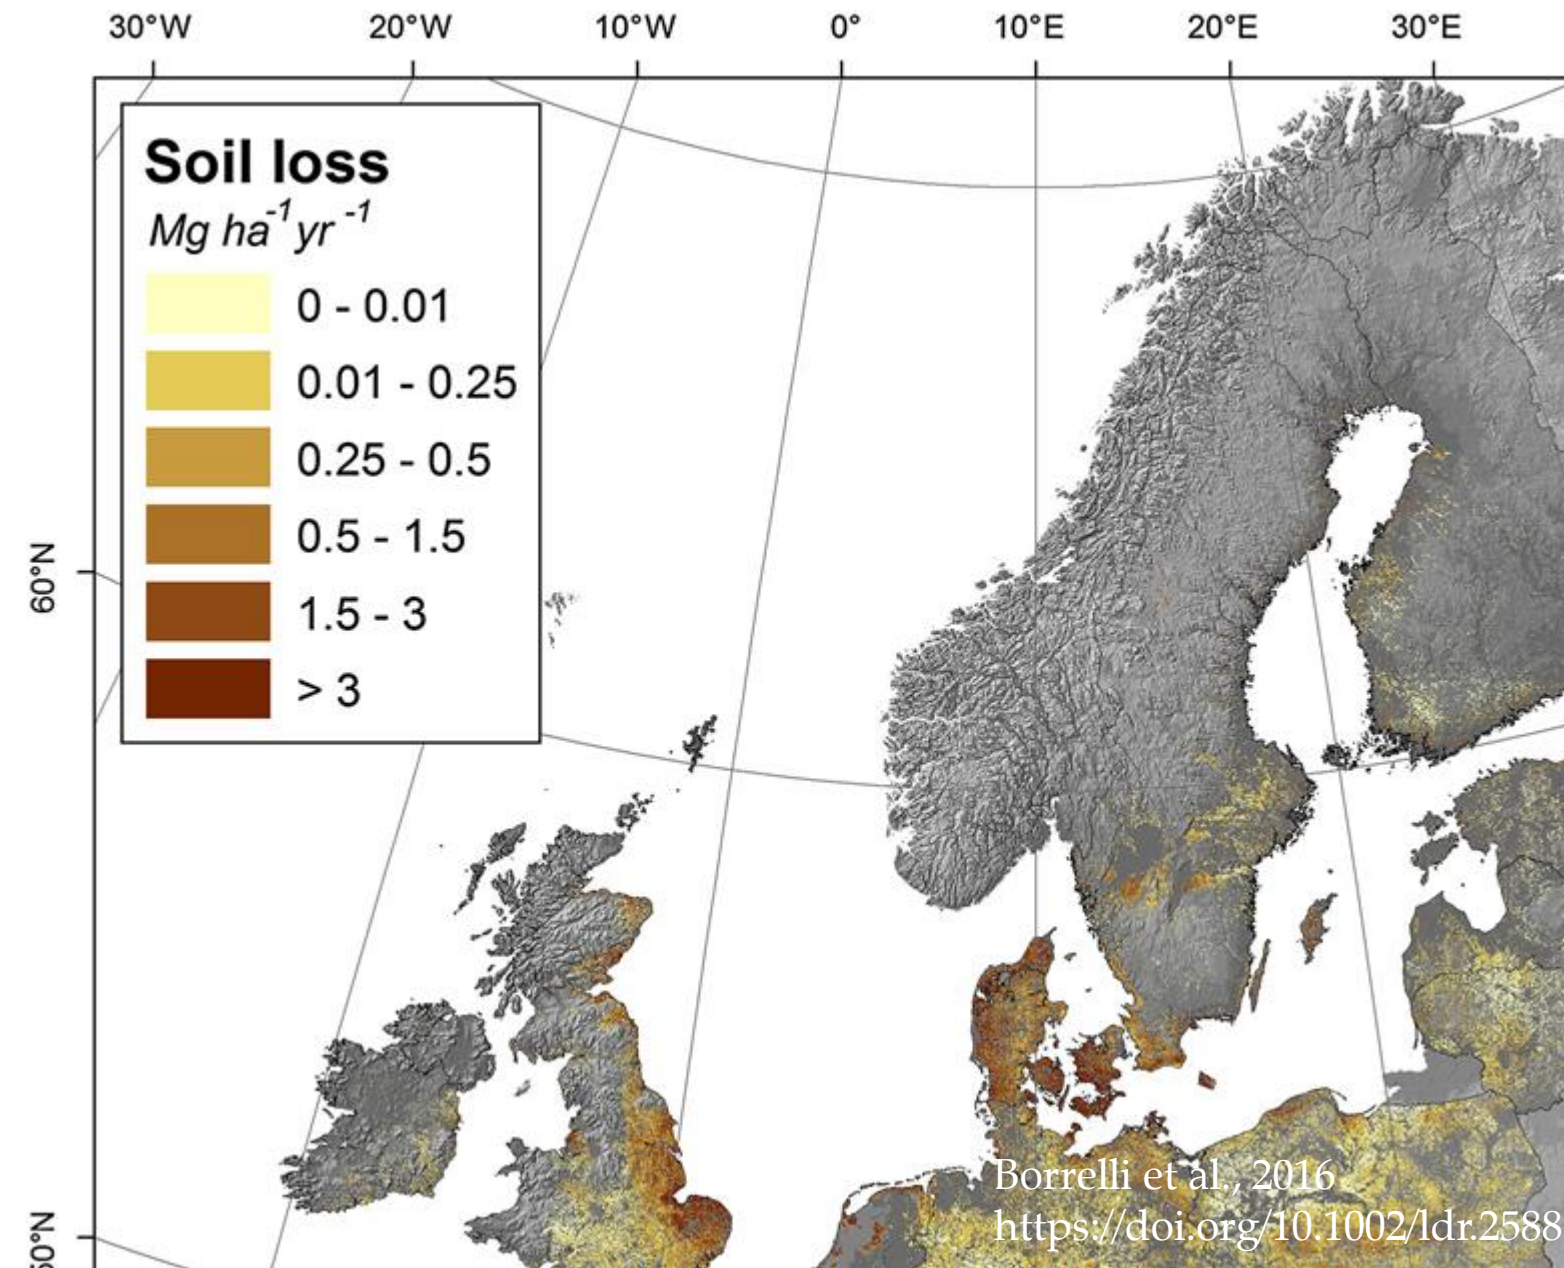 30°W 20°W 10°W 0° 10°E 20°E 30°E
Soil loss
Mg ha⁻¹ yr⁻¹
0 - 0.01
0.01 - 0.25
0.25 - 0.5
0.5 - 1.5
1.5 - 3
> 3
60°N
50°N
Borrelli et al., 2016
https://doi.org/10.1002/ldr.2588